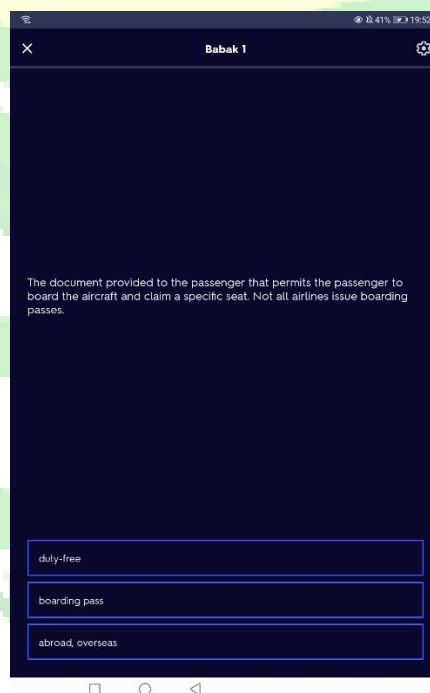 41% 19:52
Babak 1
The document provided to the passenger that permits the passenger to
board the aircraft and claim a specific seat. Not all airlines issue boarding
passes.
duty-free
boarding pass
abroad, overseas